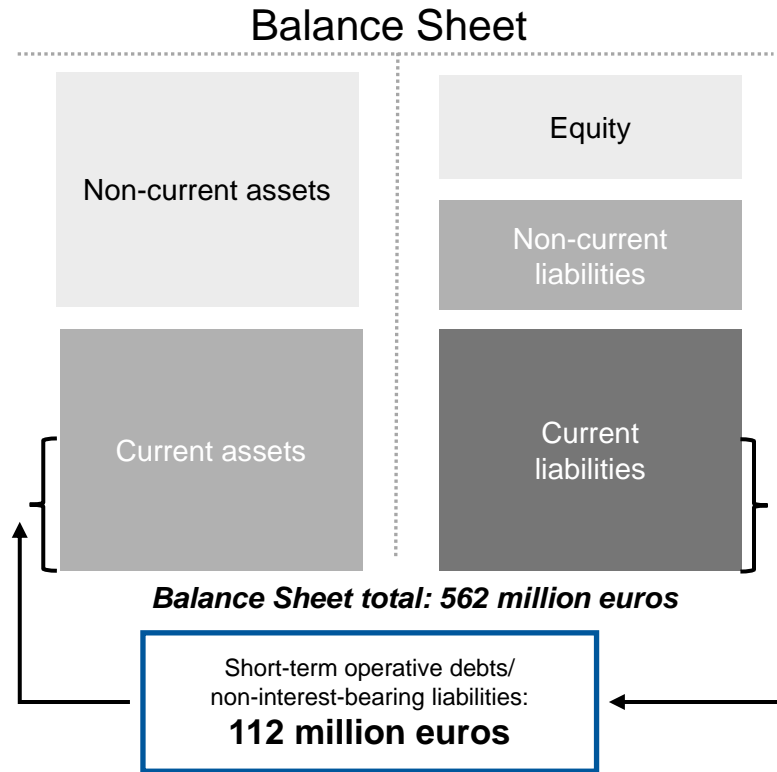 Balance Sheet
Non-current assets
Equity
Non-current
liabilities
Current assets
Current
liabilities
Balance Sheet total: 562 million euros
Short-term operative debts/
non-interest-bearing liabilities:
112 million euros